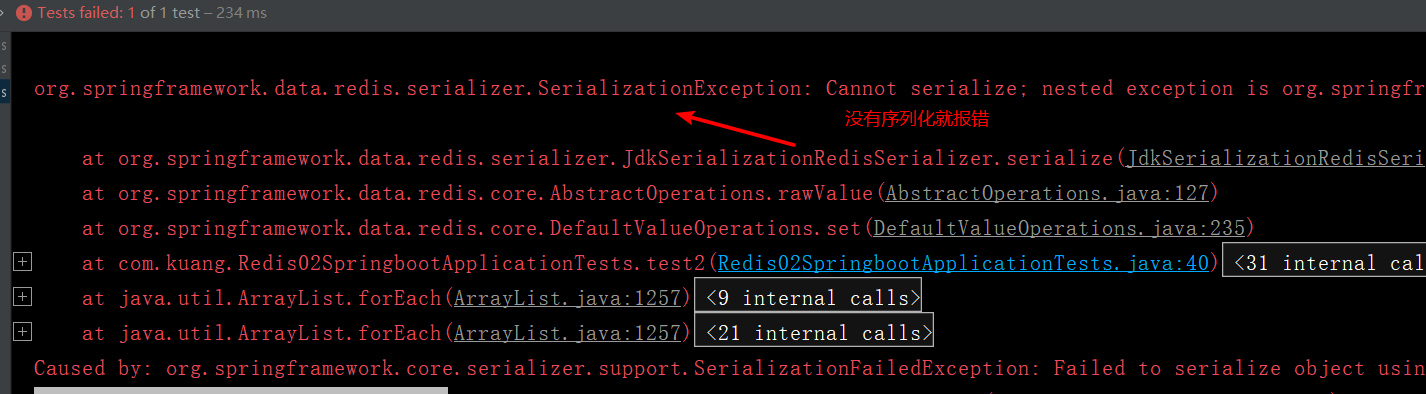 Tests failed: 1 of 1 test – 234 ms
s
org.springframework.data.redis.serializer.SerializationException: Cannot serialize; nested exception is org.springfr
没有序列化就报错
s
s
at org.springframework.data.redis.serializer.JdkSerializationRedisSerializer.serialize(JdkSerializationRedisSeri
at org.springframework.data.redis.core.AbstractOperations.rawValue(AbstractOperations.java:127)
at org.springframework.data.redis.core.DefaultValueOperations.set(DefaultValueOperations.java:235)
at com.kuang.Redis02SpringbootApplicationTests.test2(Redis02SpringbootApplicationTests.java:40) <31 internal cal
at java.util.ArrayList.forEach(ArrayList.java:1257) <9 internal calls>
at java.util.ArrayList.forEach(ArrayList.java:1257) <21 internal calls>
Caused by: org.springframework.core.serializer.support.SerializationFailedException: Failed to serialize object usin